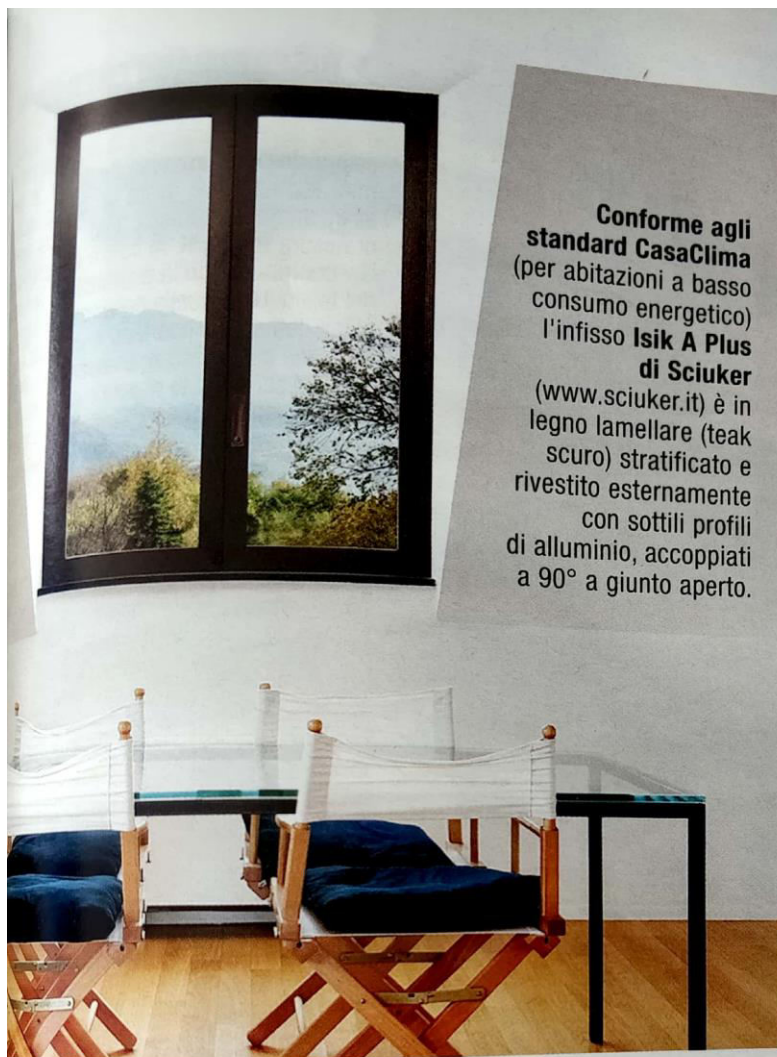 Conforme agli
standard CasaClima
(per abitazioni a basso
consumo energetico)
l'infisso Isik A Plus
di Sciuker
(www.sciuker.it) è in
legno lamellare (teak
scuro) stratificato e
rivestito esternamente
con sottili profili
di alluminio, accoppiati
a 90° a giunto aperto.